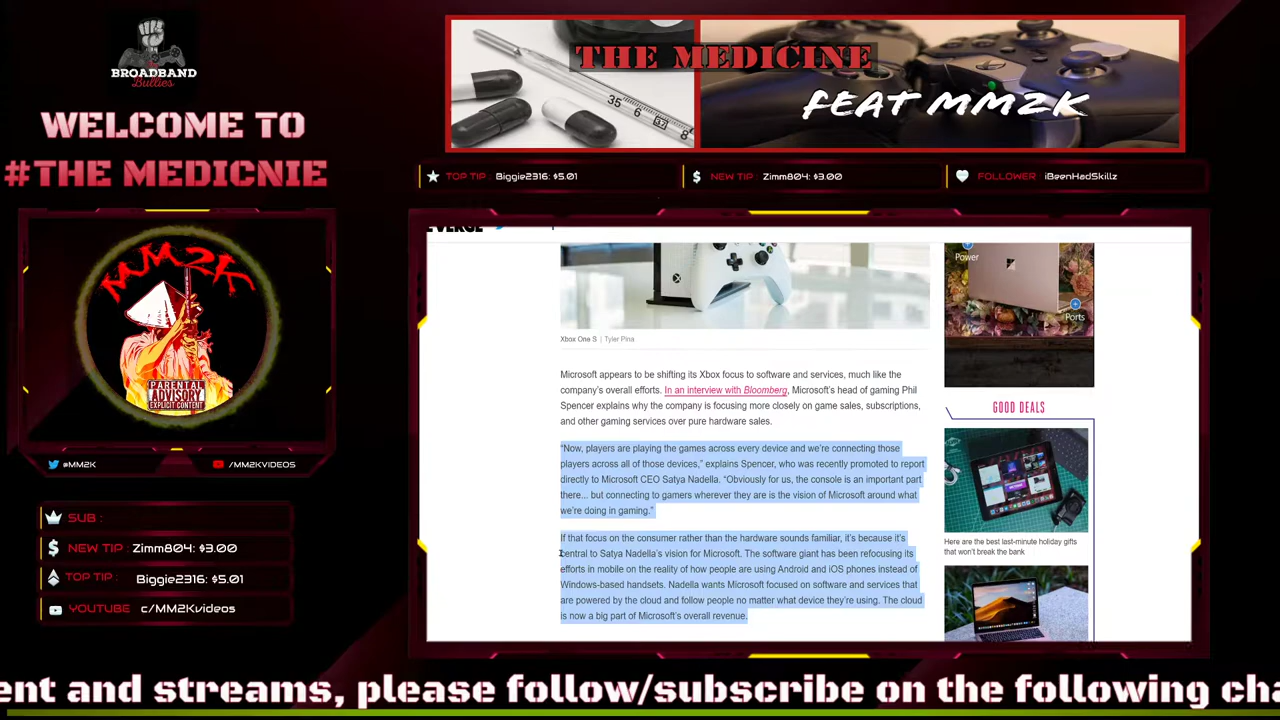 BROADBAND
Bullies
WELCOME TO
#THE MEDICNIE
THE MEDICINE
FEAT MM2K
35
6
37
8
TOP TIP : Biggie2316: $5.01
NEW TIP : Zimm804: $3.00
FOLLOWER : iBeenHadSkillz
MM2K
PARENTAL
ADVISORY
EXPLICIT CONTENT
@MM2K
/MM2KVIDEOS
SUB :
NEW TIP : Zimm804: $3.00
TOP TIP : Biggie2316: $5.01
YOUTUBE c/MM2Kvideos
VERGE
Xbox One S | Tyler Pina
Microsoft appears to be shifting its Xbox focus to software and services, much like the
company's overall efforts. In an interview with Bloomberg, Microsoft's head of gaming Phil
Spencer explains why the company is focusing more closely on game sales, subscriptions,
and other gaming services over pure hardware sales.
“Now, players are playing the games across every device and we're connecting those
players across all of those devices,” explains Spencer, who was recently promoted to report
directly to Microsoft CEO Satya Nadella. “Obviously for us, the console is an important part
there... but connecting to gamers wherever they are is the vision of Microsoft around what
we're doing in gaming.”
If that focus on the consumer rather than the hardware sounds familiar, it's because it's
central to Satya Nadella's vision for Microsoft. The software giant has been refocusing its
efforts in mobile on the reality of how people are using Android and iOS phones instead of
Windows-based handsets. Nadella wants Microsoft focused on software and services that
are powered by the cloud and follow people no matter what device they're using. The cloud
is now a big part of Microsoft's overall revenue.
Power
Ports
GOOD DEALS
Here are the best last-minute holiday gifts
that won't break the bank
ent and streams, please follow/subscribe on the following cha